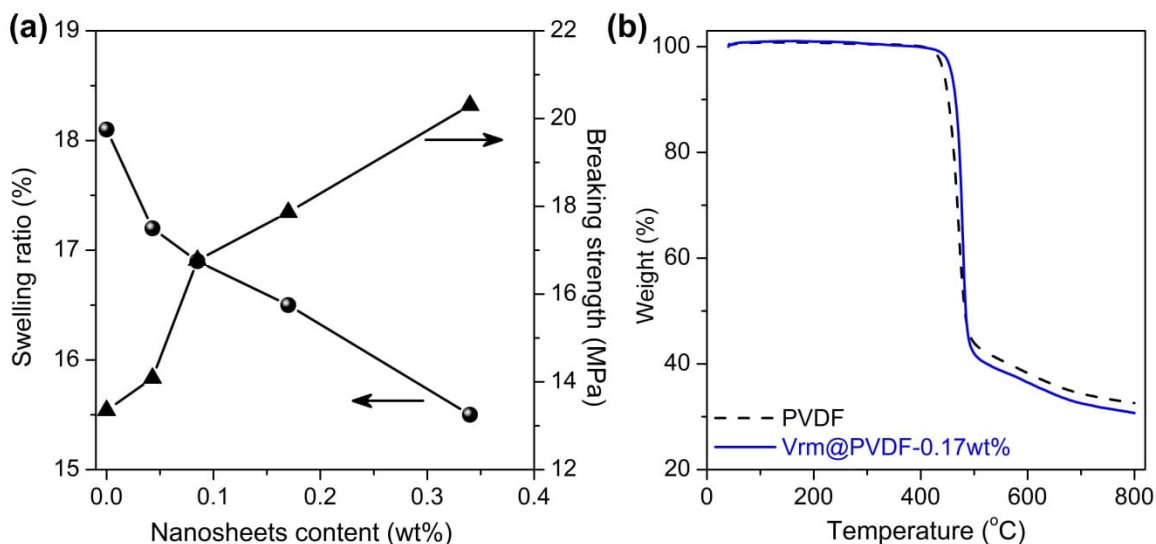 (a)
19
18
17
16
15
Swelling ratio (%)
22
20
18
16
14
12
Breaking strength (MPa)
0.0 0.1 0.2 0.3 0.4
Nanosheets content (wt%)
(b)
100
80
60
40
20
Weight (%)
PVDF
Vrm@PVDF-0.17wt%
0 200 400 600 800
Temperature (°C)